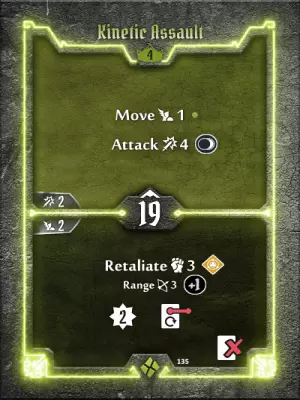 Kinetic Assault
4
Move 1
Attack 4
2
19
2
Retaliate 3
Range 3 +1
2
135